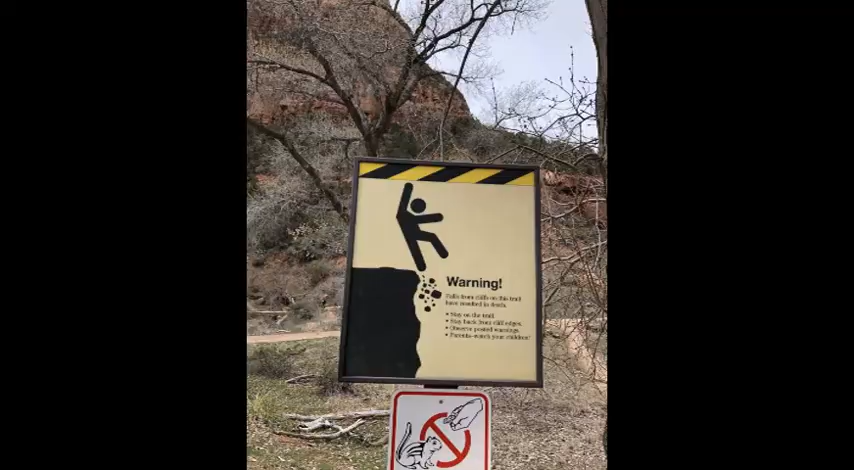 Warning!
Falls from cliffs on this trail
have resulted in death.
• Stay on the trail.
• Stay back from cliff edges.
• Observe posted warnings.
• Parents–watch your children!